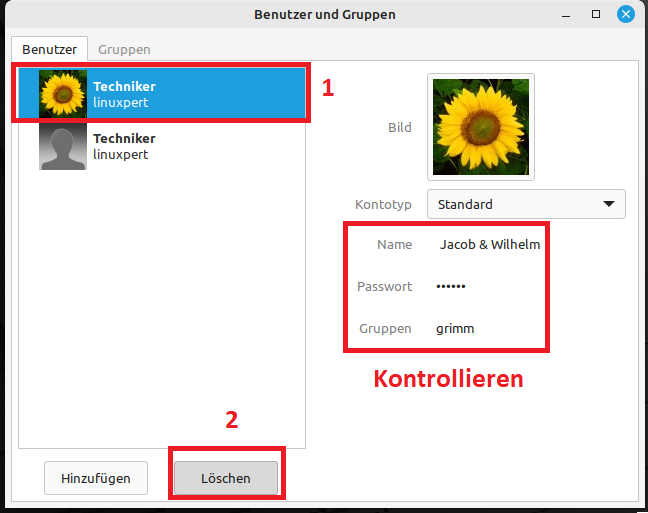 Benutzer und Gruppen
Benutzer Gruppen
Techniker
linuxpert
1
Techniker
linuxpert
Bild
Kontotyp Standard
Name Jacob & Wilhelm
Passwort ••••••
Gruppen grimm
Kontrollieren
2
Hinzufügen Löschen